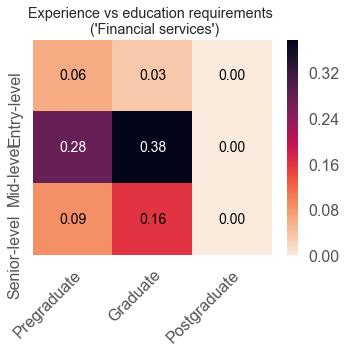 Experience vs education requirements
('Financial services')
Entry-level
0.06 0.03 0.00
Mid-level
0.28 0.38 0.00
Senior-level
0.09 0.16 0.00
Pregraduate
Graduate
Postgraduate
0.32
0.24
0.16
0.08
0.00